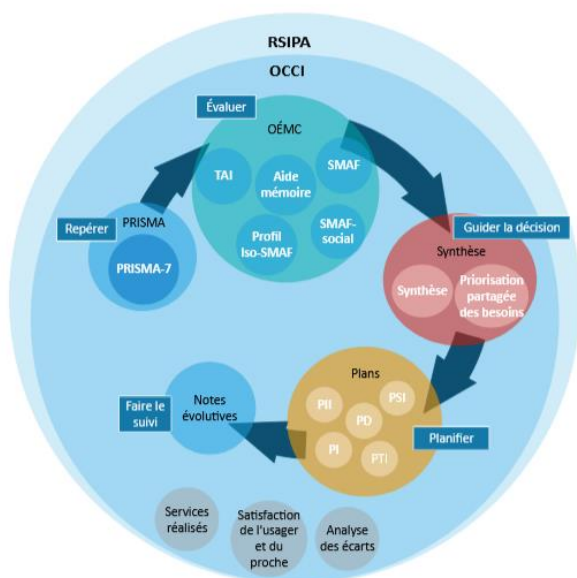 RSIPA
OCCI
Évaluer
OÉMC
TAI
Aide
mémoire
SMAF
Profil
Iso-SMAF
SMAF-
social
Repérer
PRISMA
PRISMA-7
Guider la décision
Synthèse
Synthèse
Priorisation
partagée
des besoins
Plans
PII
PSI
PD
PI
PTI
Planifier
Faire le
suivi
Notes
évolutives
Services
réalisés
Satisfaction
de l'usager
et du
proche
Analyse
des écarts